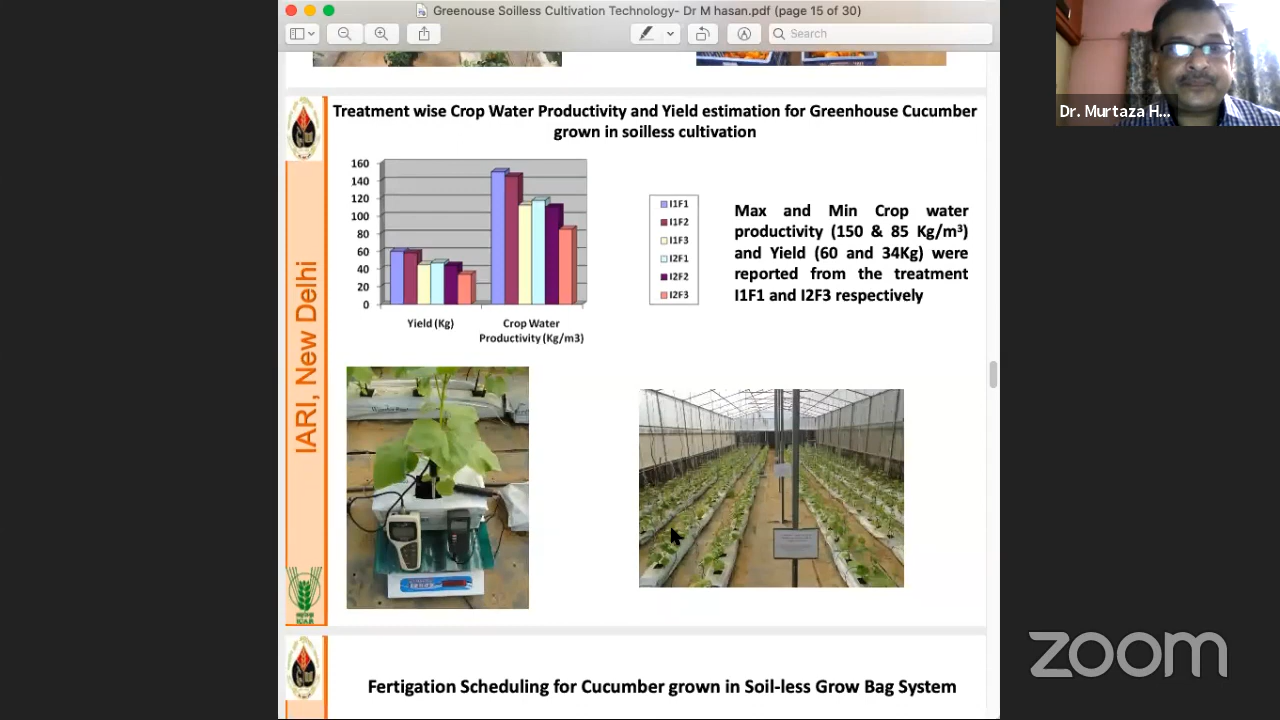 Greenouse Soilless Cultivation Technology- Dr M hasan.pdf (page 15 of 30)
Search
Dr. Murtaza H...
Treatment wise Crop Water Productivity and Yield estimation for Greenhouse Cucumber
grown in soilless cultivation
160
140
120
100
80
60
40
20
0
Yield (Kg)
Crop Water
Productivity (Kg/m3)
I1F1
I1F2
I1F3
I2F1
I2F2
I2F3
Max and Min Crop water
productivity (150 & 85 Kg/m³)
and Yield (60 and 34Kg) were
reported from the treatment
I1F1 and I2F3 respectively
IARI, New Delhi
ICAR
Fertigation Scheduling for Cucumber grown in Soil-less Grow Bag System
zoom